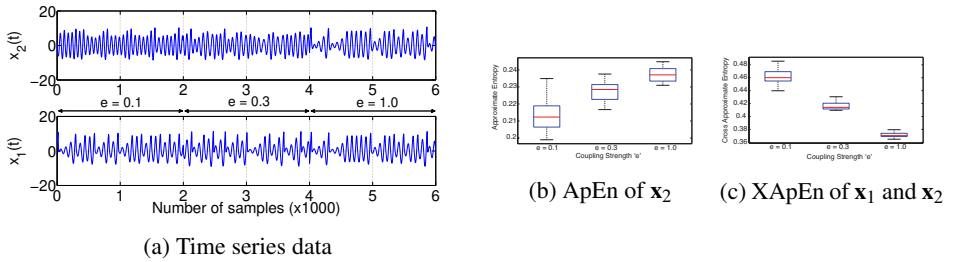 20
0
−20
x2(t)
0 1 2 3 4 5 6
e = 0.1 e = 0.3 e = 1.0
20
0
−20
x1(t)
0 1 2 3 4 5 6
Number of samples (x1000)
(a) Time series data
0.24
0.23
0.22
0.21
0.2
Approximate Entropy
e = 0.1 e = 0.3 e = 1.0
Coupling Strength 'e'
(b) ApEn of x2
0.48
0.46
0.42
0.38
0.36
Cross Approximate Entropy
e = 0.1 e = 0.3 e = 1.0
Coupling Strength 'e'
(c) XApEn of x1 and x2